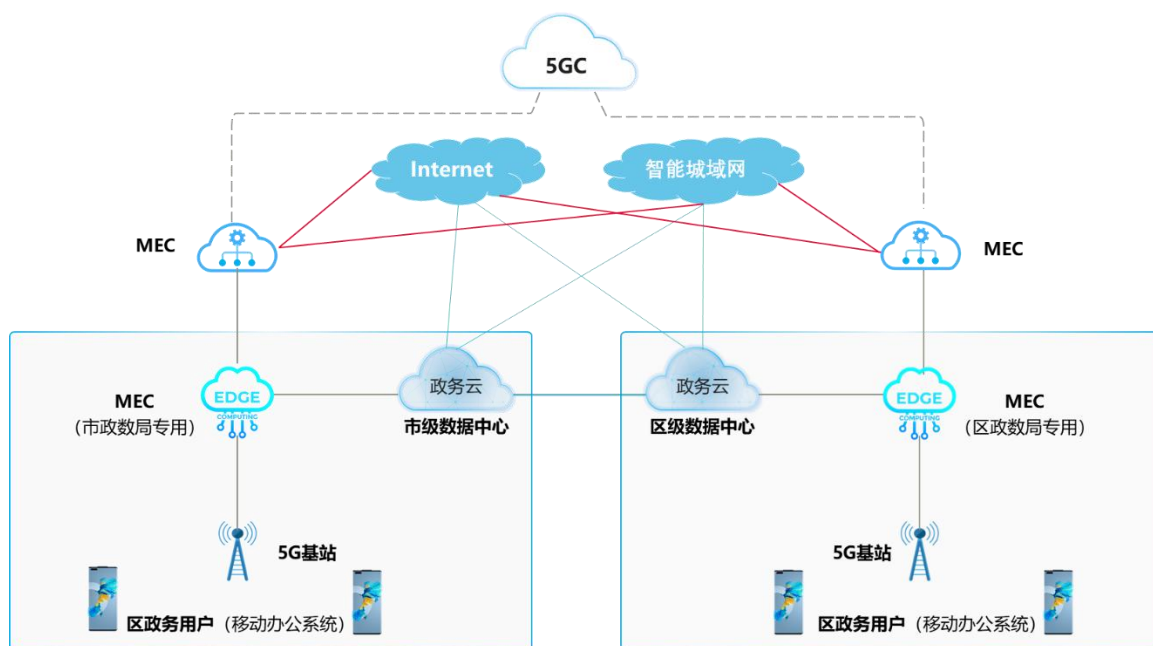 5GC
Internet
智能城域网
MEC
MEC
政务云
政务云
EDGE
COMPUTING
EDGE
COMPUTING
MEC
（市政数局专用）
市级数据中心
区级数据中心
MEC
（区政数局专用）
5G基站
5G基站
区政务用户（移动办公系统）
区政务用户（移动办公系统）